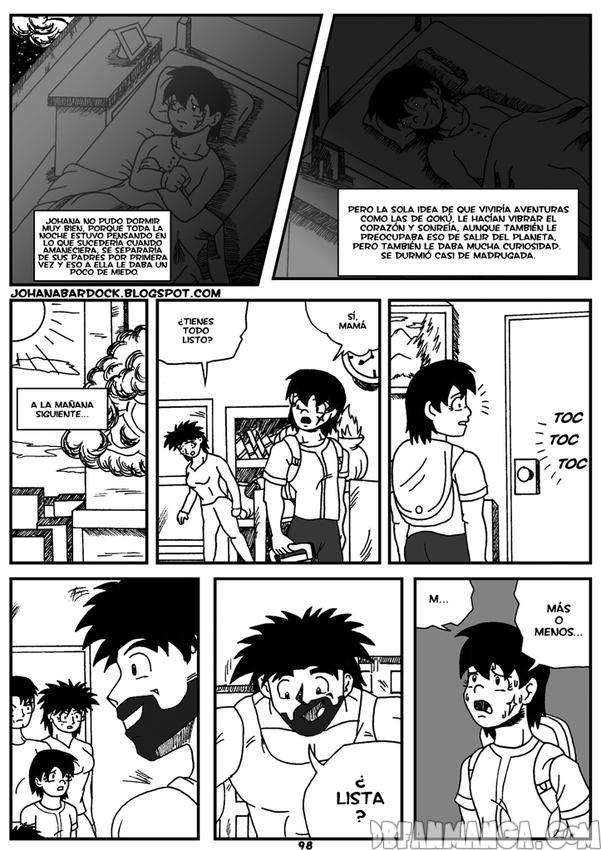 JOHANA NO PUDO DORMIR
MUY BIEN, PORQUE TODA LA
NOCHE ESTUVO PENSANDO EN
LO QUE SUCEDERÍA CUANDO
AMANECIERA, SE SEPARARÍA
DE SUS PADRES POR PRIMERA
VEZ Y ESO A ELLA LE DABA UN
POCO DE MIEDO.
PERO LA SOLA IDEA DE QUE VIVIRÍA AVENTURAS
COMO LAS DE GOKÚ, LE HACÍAN VIBRAR EL
CORAZÓN Y SONREÍA, AUNQUE TAMBIÉN LE
PREOCUPABA ESO DE SALIR DEL PLANETA,
PERO TAMBIÉN LE DABA MUCHA CURIOSIDAD.
SE DURMIÓ CASI DE MADRUGADA.
JOHANABARDOCK.BLOGSPOT.COM
A LA MAÑANA
SIGUIENTE...
¿TIENES
TODO
LISTO?
SÍ,
MAMÁ
TOC
TOC
TOC
¿
LISTA
?
M...
MÁS
O
MENOS...
98
DBFANMANGA.COM